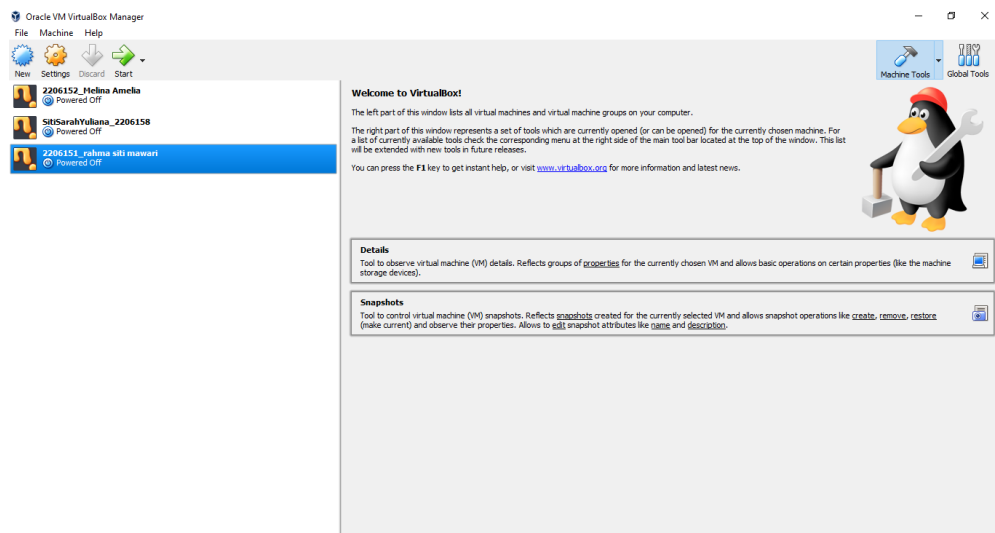 Oracle VM VirtualBox Manager
File Machine Help
New Settings Discard Start
Machine Tools Global Tools
2206152_Melina Amelia
Powered Off
SitiSarahYuliana_2206158
Powered Off
2206151_rahma siti mawari
Powered Off
Welcome to VirtualBox!
The left part of this window lists all virtual machines and virtual machine groups on your computer.
The right part of this window represents a set of tools which are currently opened (or can be opened) for the currently chosen machine. For
a list of currently available tools check the corresponding menu at the right side of the main tool bar located at the top of the window. This list
will be extended with new tools in future releases.
You can press the F1 key to get instant help, or visit www.virtualbox.org for more information and latest news.
Details
Tool to observe virtual machine (VM) details. Reflects groups of properties for the currently chosen VM and allows basic operations on certain properties (like the machine
storage devices).
Snapshots
Tool to control virtual machine (VM) snapshots. Reflects snapshots created for the currently selected VM and allows snapshot operations like create, remove, restore
(make current) and observe their properties. Allows to edit snapshot attributes like name and description.